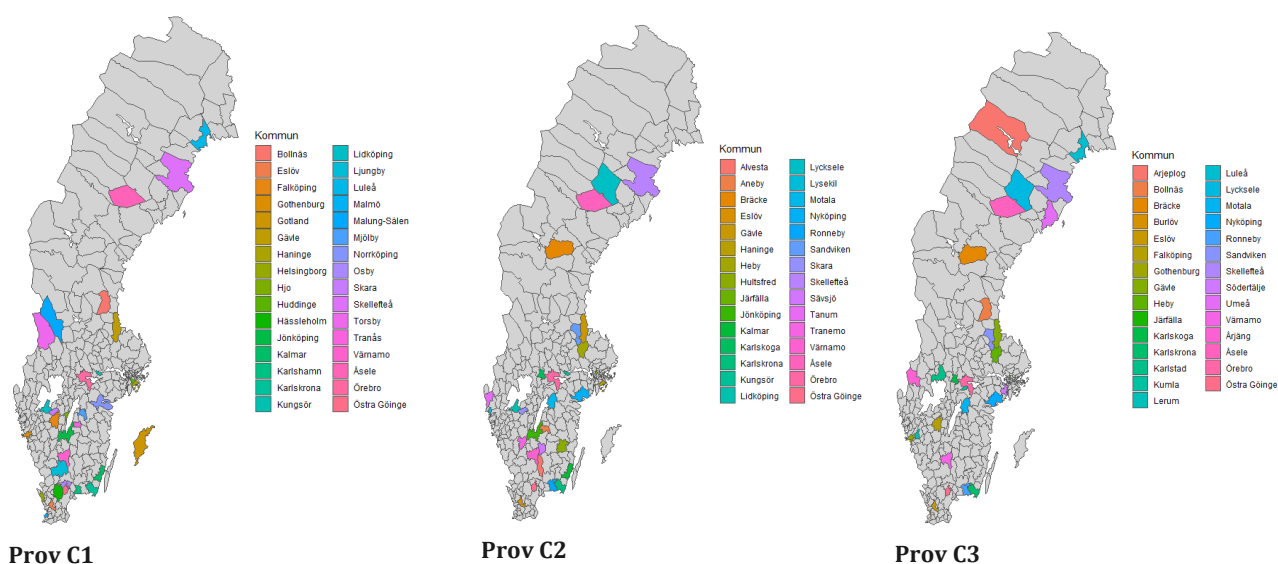 Kommun
Bollnäs
Eslöv
Falköping
Gothenburg
Gotland
Gävle
Haninge
Helsingborg
Hjo
Huddinge
Hässleholm
Jönköping
Kalmar
Karlshamn
Karlskrona
Kungsör
Lidköping
Ljungby
Luleå
Malmö
Malung-Sälen
Mjölby
Norrköping
Osby
Skara
Skellefteå
Torsby
Tranås
Värnamo
Åsele
Örebro
Östra Göinge
Prov C1
Kommun
Alvesta
Aneby
Bräcke
Eslöv
Gävle
Haninge
Heby
Hultsfred
Järfälla
Jönköping
Kalmar
Karlskoga
Karlskrona
Kungsör
Lidköping
Lycksele
Lysekil
Motala
Nyköping
Ronneby
Sandviken
Skara
Skellefteå
Sävsjö
Tanum
Tranemo
Värnamo
Åsele
Örebro
Östra Göinge
Prov C2
Kommun
Arjeplog
Bollnäs
Bräcke
Burlöv
Eslöv
Falköping
Gothenburg
Gävle
Heby
Järfälla
Karlskoga
Karlskrona
Karlstad
Kumla
Lerum
Luleå
Lycksele
Motala
Nyköping
Ronneby
Sandviken
Skellefteå
Södertälje
Umeå
Värnamo
Årjäng
Åsele
Örebro
Östra Göinge
Prov C3